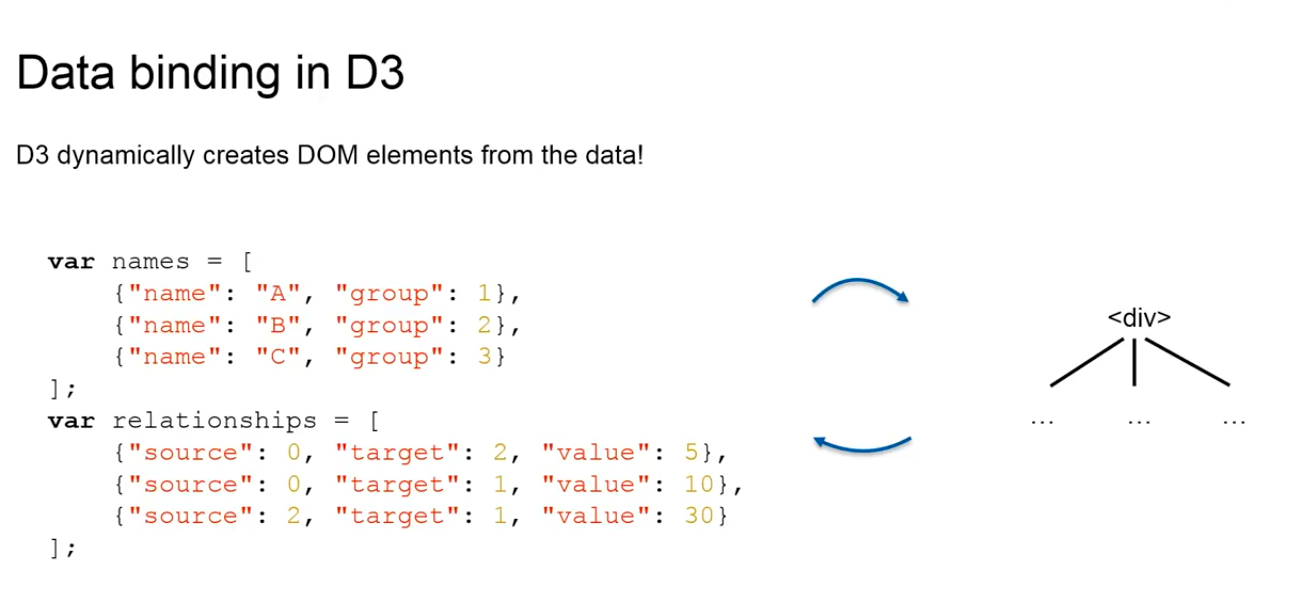 Data binding in D3
D3 dynamically creates DOM elements from the data!
var names = [
    {"name": "A", "group": 1},
    {"name": "B", "group": 2},
    {"name": "C", "group": 3}
];
var relationships = [
    {"source": 0, "target": 2, "value": 5},
    {"source": 0, "target": 1, "value": 10},
    {"source": 2, "target": 1, "value": 30}
];
<div>
... ... ...